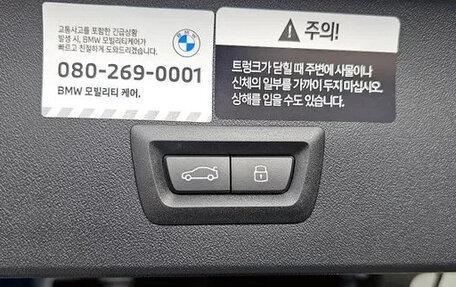 교통사고를 포함한 긴급상황
발생 시, BMW 모빌리티케어가
빠르고 친절하게 도와드리겠습니다.
080-269-0001
BMW 모빌리티 케어.
주의!
트렁크가 닫힐 때 주변에 사물이나
신체의 일부를 가까이 두지 마십시오.
상해를 입을 수도 있습니다.